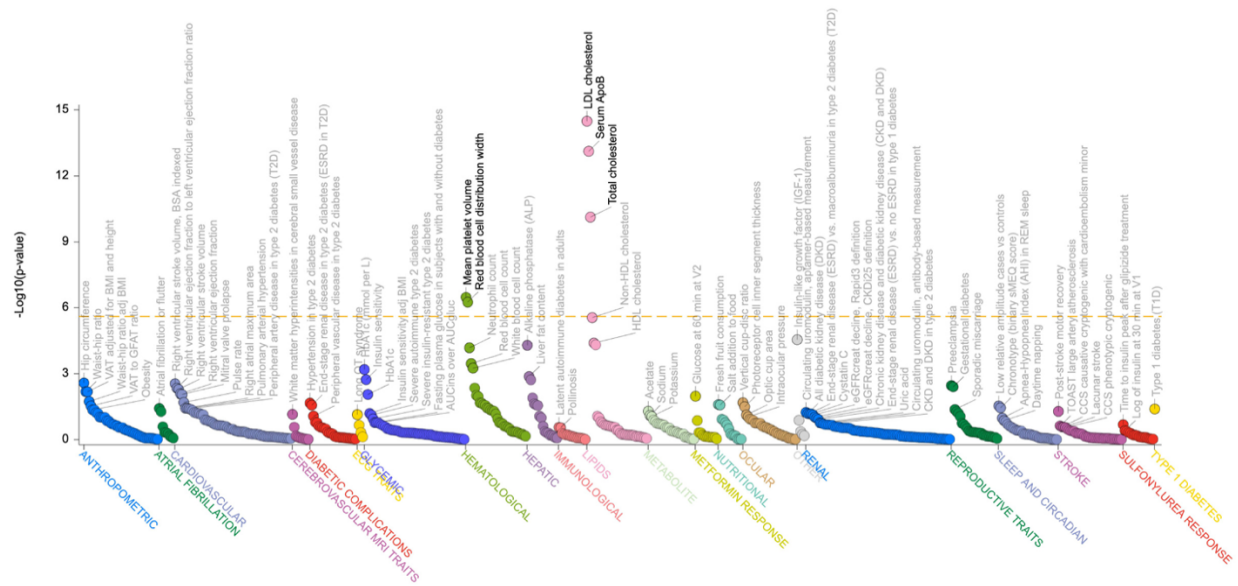 -Log10(p-value)
15
12
9
6
3
0
Hip circumference
Waist-hip ratio
VAT adjusted for BMI and height
Waist-hip ratio adj BMI
VAT to GFAT ratio
Obesity
Atrial fibrillation or flutter
Right ventricular stroke volume, BSA indexed
Right ventricular ejection fraction to left ventricular ejection fraction ratio
Right ventricular stroke volume
Right ventricular ejection fraction
Mitral valve prolapse
Pulse rate
Right atrial maximum area
Pulmonary arterial hypertension
Peripheral artery disease in type 2 diabetes (T2D)
White matter hyperintensities in cerebral small vessel disease
Hypertension in type 2 diabetes
End-stage renal disease in type 2 diabetes (ESRD in T2D)
Peripheral vascular disease in type 2 diabetes
Long QT syndrome
HbA1c (mmol per L)
Insulin sensitivity
HbA1c
Insulin sensitivity adj BMI
Severe autoimmune type 2 diabetes
Severe insulin-resistant type 2 diabetes
Fasting plasma glucose in subjects with and without diabetes
AUCins over AUCgluc
Mean platelet volume
Red blood cell distribution width
Neutrophil count
Red blood cell count
White blood cell count
Alkaline phosphatase (ALP)
Liver fat content
Latent autoimmune diabetes in adults
Pollinosis
LDL cholesterol
Serum ApoB
Total cholesterol
Non-HDL cholesterol
HDL cholesterol
Acetate
Sodium
Potassium
Glucose at 60 min at V2
Fresh fruit consumption
Salt addition to food
Vertical cup-disc ratio
Photoreceptor cell inner segment thickness
Optic cup area
Intraocular pressure
Insulin-like growth factor (IGF-1)
Circulating uromodulin, aptamer-based measurement
All diabetic kidney disease (DKD)
End-stage renal disease (ESRD) vs. macroalbuminuria in type 2 diabetes (T2D)
eGFRcreat decline, Rapid3 definition
eGFRcreat decline, CKDi25 definition
Cystatin C
Chronic kidney disease and diabetic kidney disease (CKD and DKD)
End-stage renal disease (ESRD) vs. no ESRD in type 1 diabetes
Uric acid
Circulating uromodulin, antibody-based measurement
CKD and DKD in type 2 diabetes
Preeclampsia
Gestational diabetes
Sporadic miscarriage
Low relative amplitude cases vs controls
Chronotype (binary sMEQ score)
Apnea-Hypopnea Index (AHI) in REM sleep
Daytime napping
Post-stroke motor recovery
TOAST large artery atherosclerosis
CCS causative cryptogenic with cardioembolism minor
Lacunar stroke
CCS phenotypic cryptogenic
Time to insulin peak after glipizide treatment
Log of insulin at 30 min at V1
Type 1 diabetes (T1D)
ANTHROPOMETRIC
ATRIAL FIBRILLATION
CARDIOVASCULAR
CEREBROVASCULAR MRI TRAITS
DIABETIC COMPLICATIONS
ECG TRAITS
GLYCEMIC
HEMATOLOGICAL
HEPATIC
IMMUNOLOGICAL
LIPIDS
METABOLITE
METFORMIN RESPONSE
NUTRITIONAL
OCULAR
OTHER
RENAL
REPRODUCTIVE TRAITS
SLEEP AND CIRCADIAN
STROKE
SULFONYLUREA RESPONSE
TYPE 1 DIABETES